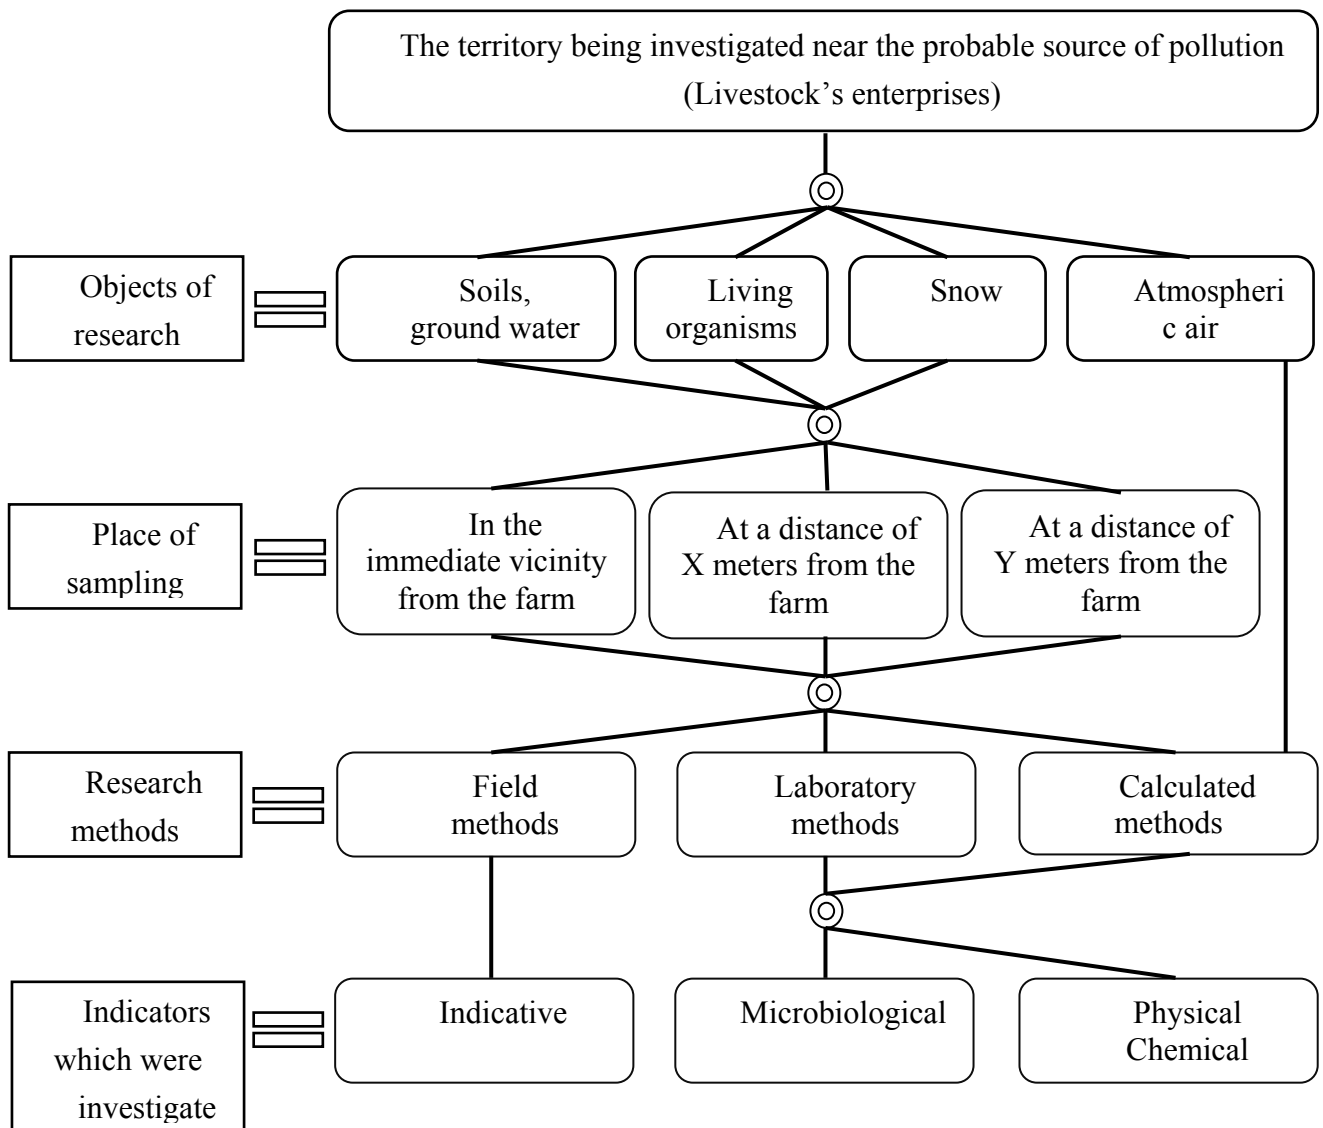 The territory being investigated near the probable source of pollution
(Livestock’s enterprises)
Objects of
research
Soils,
ground water
Living
organisms
Snow
Atmospheri
c air
Place of
sampling
In the
immediate vicinity
from the farm
At a distance of
X meters from the
farm
At a distance of
Y meters from the
farm
Research
methods
Field
methods
Laboratory
methods
Calculated
methods
Indicators
which were
investigate
Indicative
Microbiological
Physical
Chemical